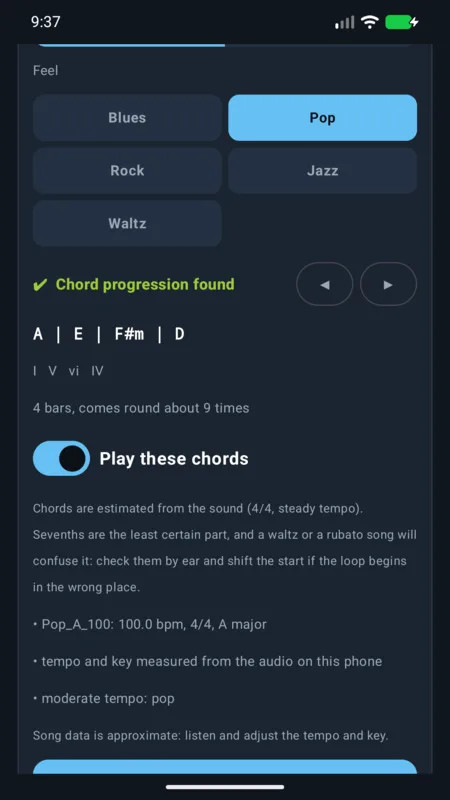 9:37
Feel
Blues
Pop
Rock
Jazz
Waltz
✔ Chord progression found
◀ ▶
A | E | F#m | D
I V vi IV
4 bars, comes round about 9 times
Play these chords
Chords are estimated from the sound (4/4, steady tempo).
Sevenths are the least certain part, and a waltz or a rubato song will
confuse it: check them by ear and shift the start if the loop begins
in the wrong place.
• Pop_A_100: 100.0 bpm, 4/4, A major
• tempo and key measured from the audio on this phone
• moderate tempo: pop
Song data is approximate: listen and adjust the tempo and key.